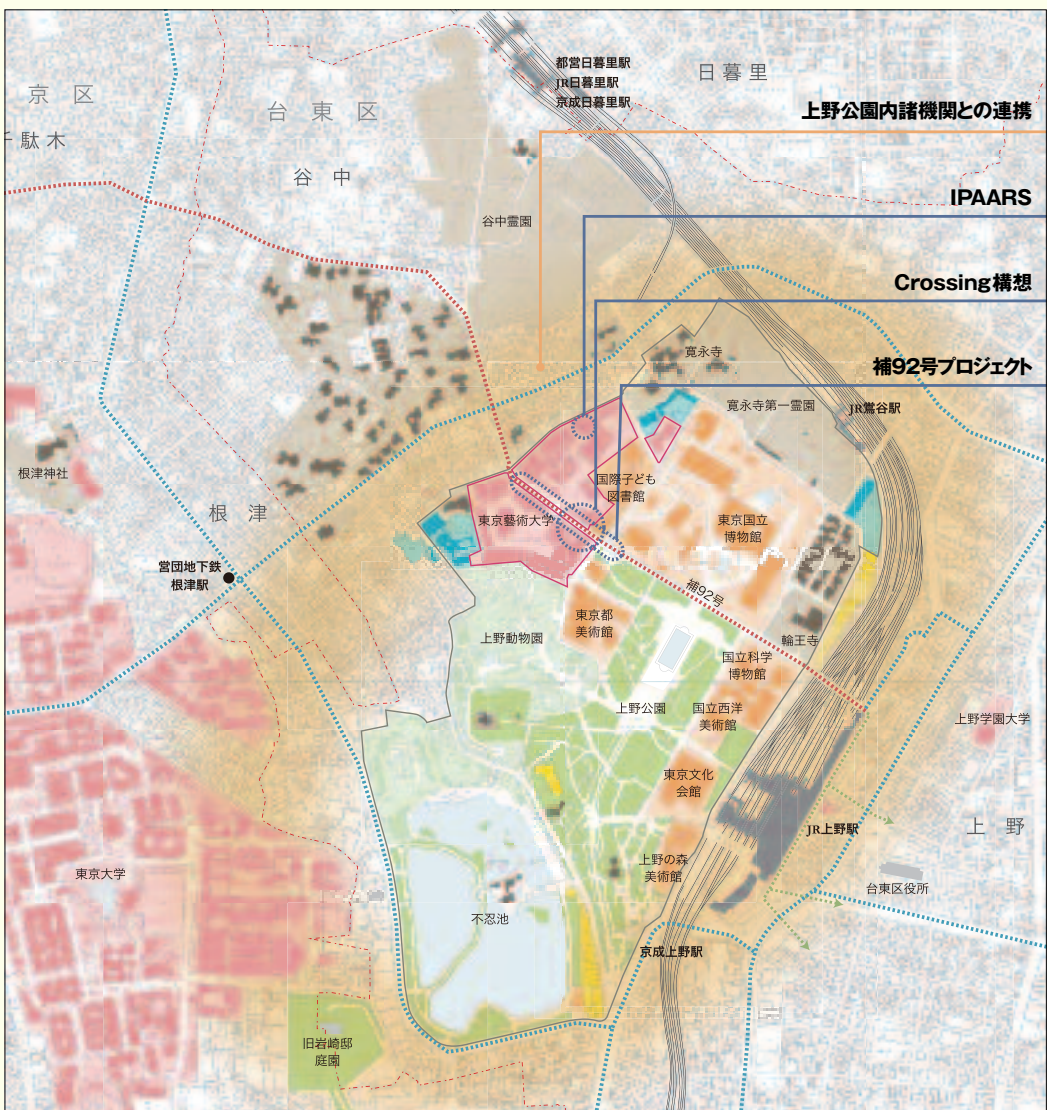 都営日暮里駅
JR日暮里駅
京成日暮里駅
日暮里
京区
台東区
千駄木
谷中
上野公園内諸機関との連携
IPAARS
谷中霊園
Crossing構想
寛永寺
補92号プロジェクト
寛永寺第一霊園
JR鶯谷駅
根津神社
国際子ども
図書館
根津
東京藝術大学
東京国立
博物館
営団地下鉄
根津駅
補92号
東京都
美術館
上野動物園
輪王寺
国立科学
博物館
上野公園
国立西洋
美術館
上野学園大学
東京文化
会館
JR上野駅
上野
上野の森
美術館
東京大学
台東区役所
不忍池
京成上野駅
旧岩崎邸
庭園